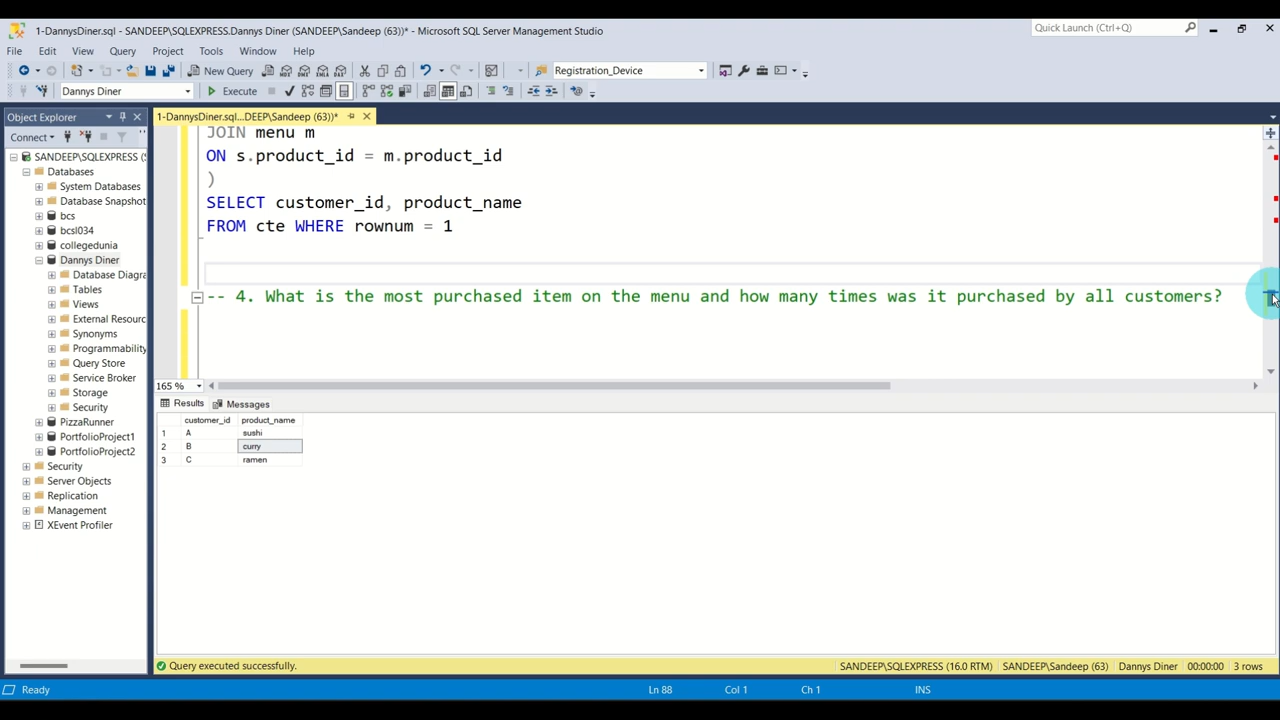 1-DannysDiner.sql - SANDEEP\SQLEXPRESS.Dannys Diner (SANDEEP\Sandeep (63))* - Microsoft SQL Server Management Studio
Quick Launch (Ctrl+Q)
File Edit View Query Project Tools Window Help
New Query
Registration_Device
Dannys Diner
Execute
Object Explorer
1-DannysDiner.sql...DEEP\Sandeep (63))*
Connect
SANDEEP\SQLEXPRESS (S
Databases
System Databases
Database Snapshot
bcs
bcsl034
collegedunia
Dannys Diner
Database Diagra
Tables
Views
External Resourc
Synonyms
Programmability
Query Store
Service Broker
Storage
Security
PizzaRunner
PortfolioProject1
PortfolioProject2
Security
Server Objects
Replication
Management
XEvent Profiler
JOIN menu m
ON s.product_id = m.product_id
)
SELECT customer_id, product_name
FROM cte WHERE rownum = 1
-- 4. What is the most purchased item on the menu and how many times was it purchased by all customers?
165 %
Results Messages
customer_id product_name
1 A sushi
2 B curry
3 C ramen
Query executed successfully.
SANDEEP\SQLEXPRESS (16.0 RTM) SANDEEP\Sandeep (63) Dannys Diner 00:00:00 3 rows
Ready
Ln 88 Col 1 Ch 1 INS